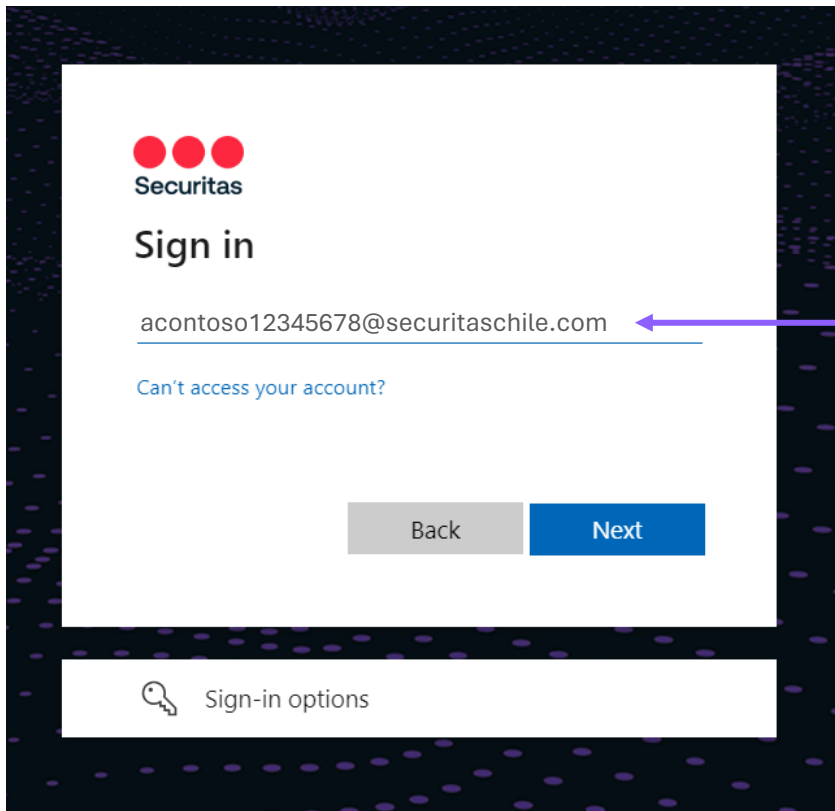 Securitas
Sign in
acontoso12345678@securitaschile.com
Can't access your account?
Back Next
Sign-in options